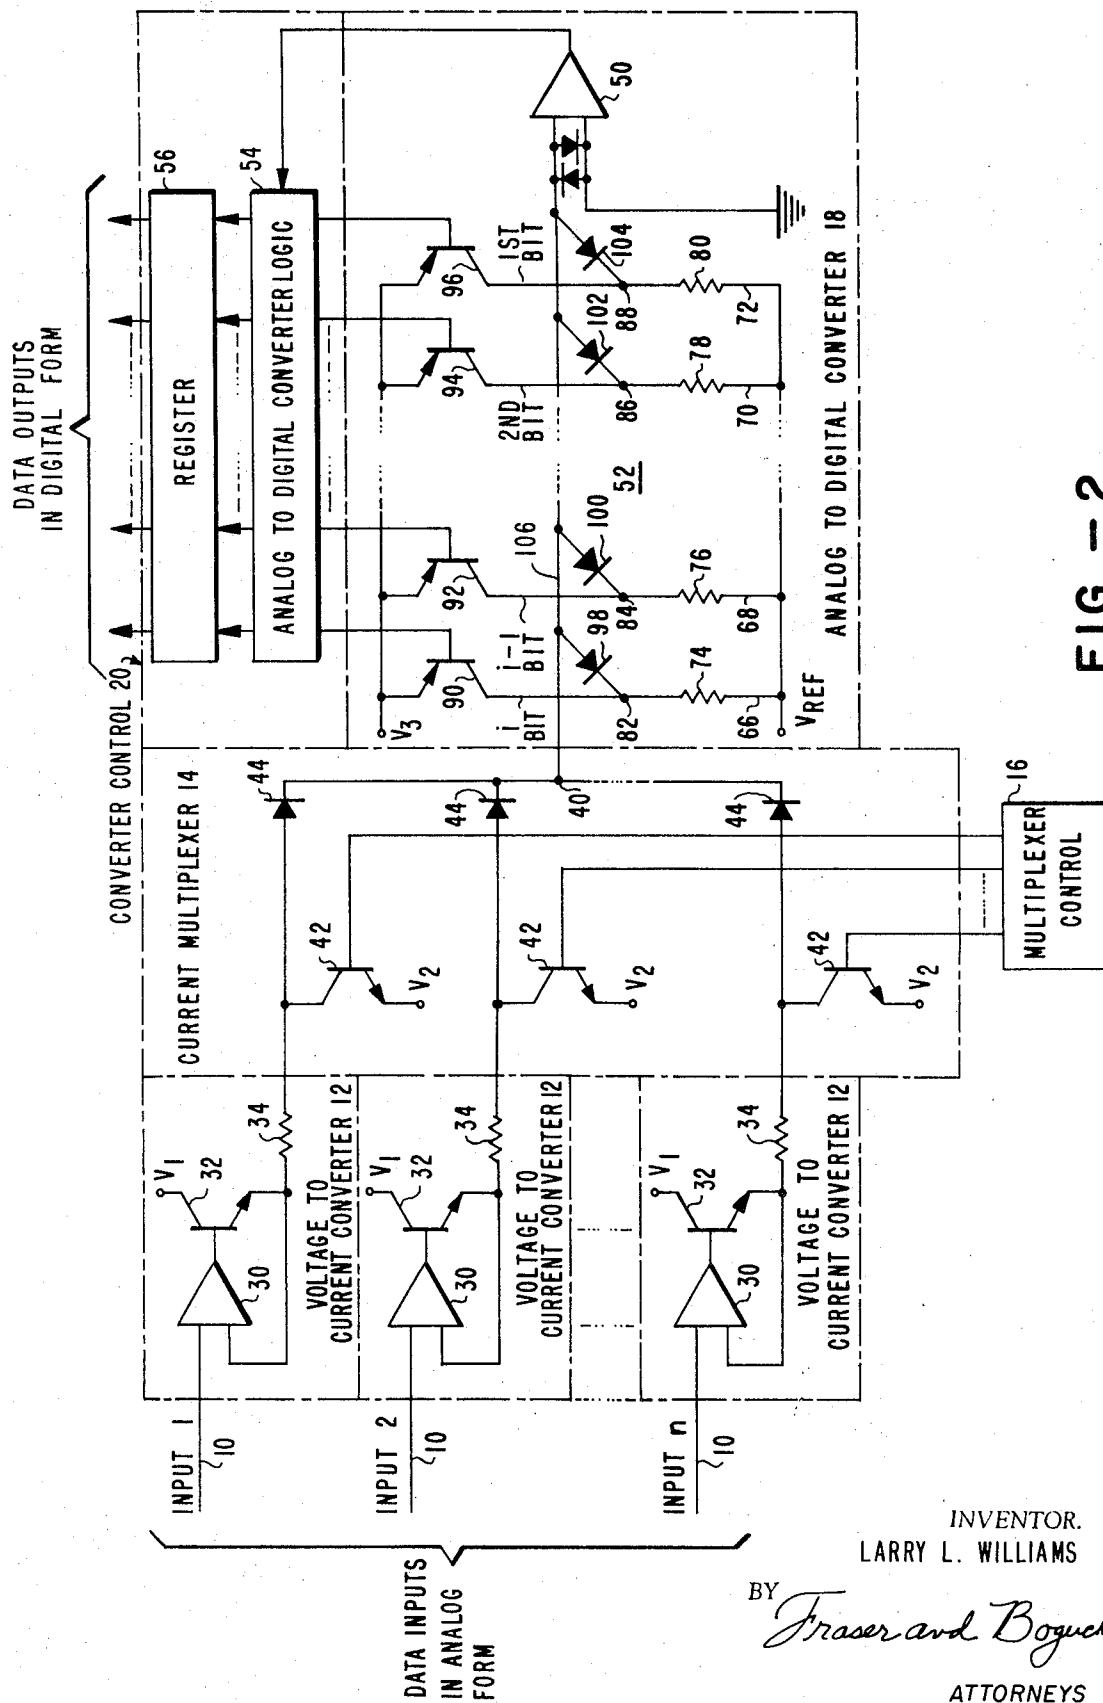 DATA INPUTS
IN ANALOG
FORM
INPUT 1
10
INPUT 2
10
INPUT n
10
30
V1
32
34
VOLTAGE TO
CURRENT CONVERTER 12
30
V1
32
34
VOLTAGE TO
CURRENT CONVERTER 12
30
V1
32
34
VOLTAGE TO
CURRENT CONVERTER 12
CURRENT MULTIPLEXER 14
42
V2
44
42
V2
44
40
42
V2
44
MULTIPLEXER
CONTROL
16
CONVERTER CONTROL 20
DATA OUTPUTS
IN DIGITAL FORM
REGISTER
56
ANALOG TO DIGITAL CONVERTER LOGIC
54
V3
90
92
94
96
i
BIT
i-1
BIT
2ND
BIT
1ST
BIT
106
98
100
52
102
104
82
84
86
88
74
76
78
80
66
68
70
72
VREF
50
ANALOG TO DIGITAL CONVERTER 18
FIG - 2
INVENTOR.
LARRY L. WILLIAMS
BY
Fraser and
ATTORNEYS